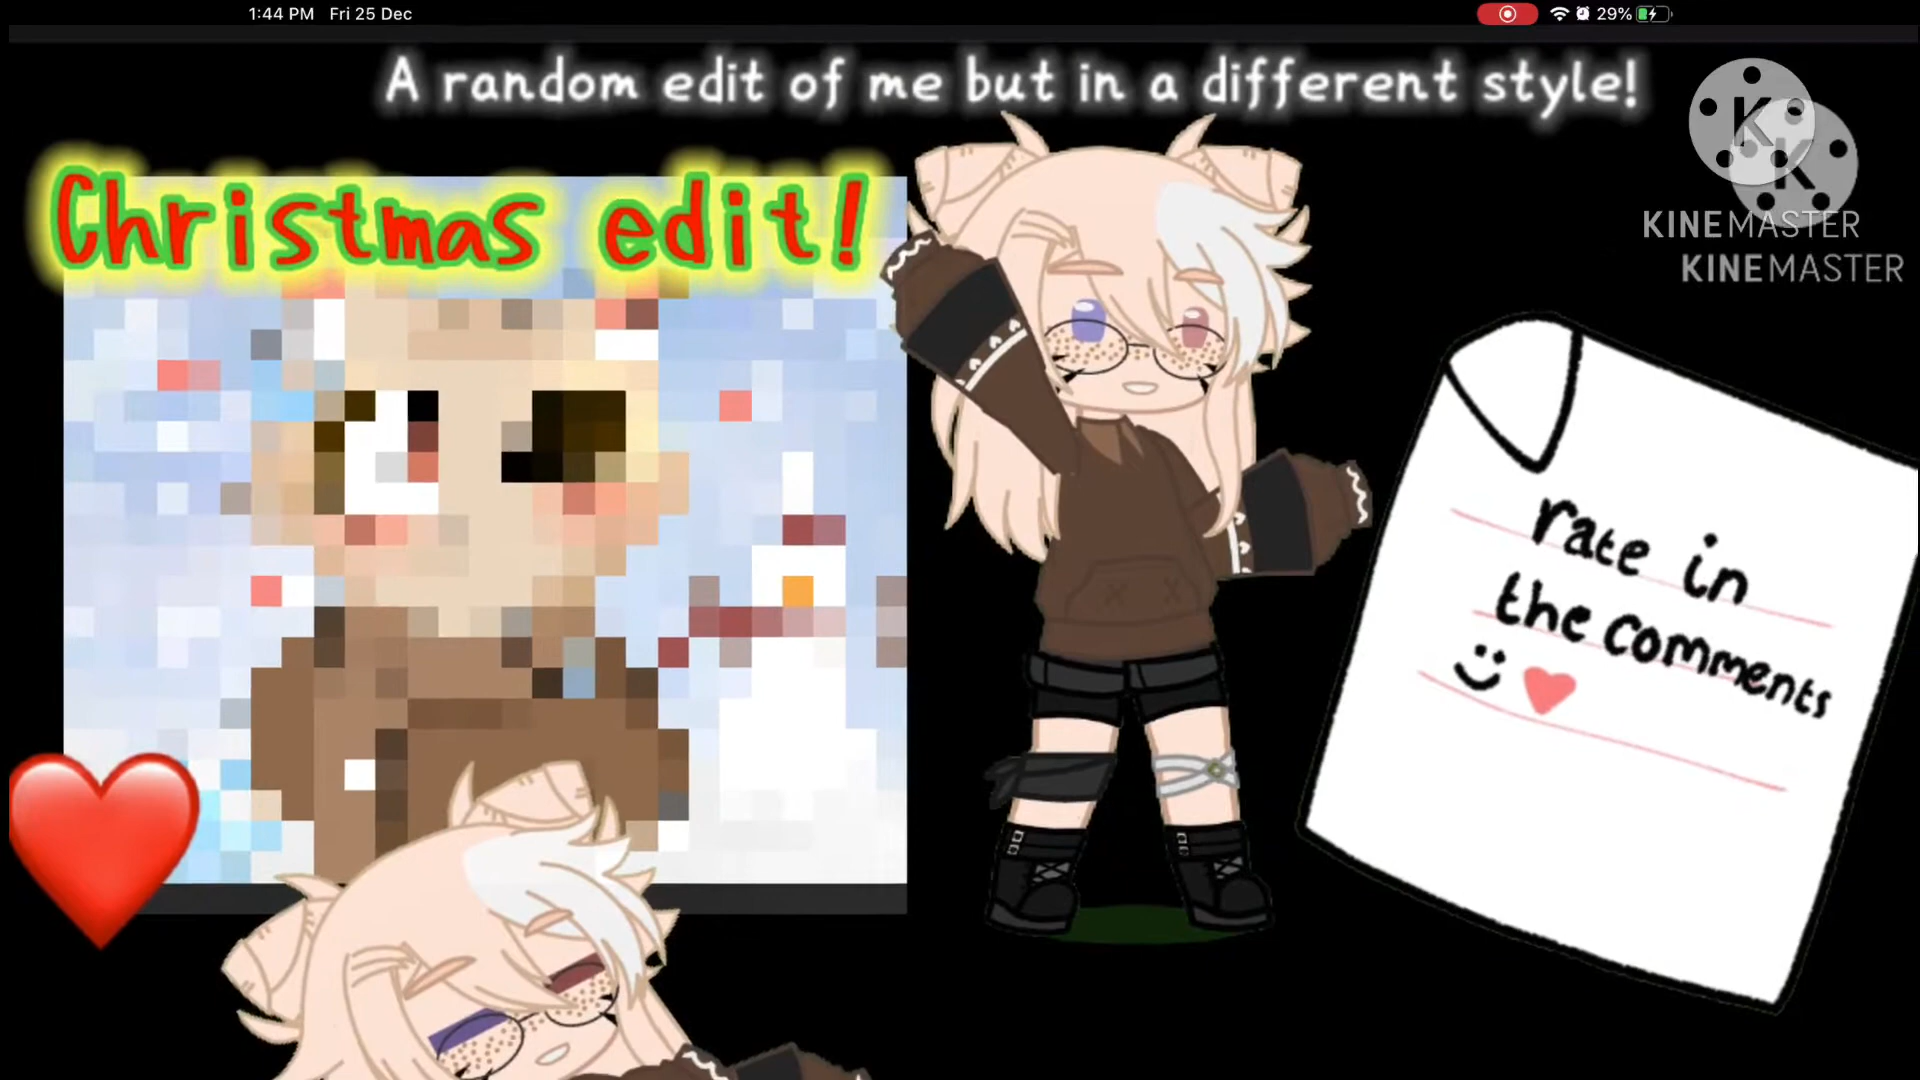 1:44 PM Fri 25 Dec
29%
A random edit of me but in a different style!
Christmas edit!
K
K
KINEMASTER
KINEMASTER
rate in
the comments